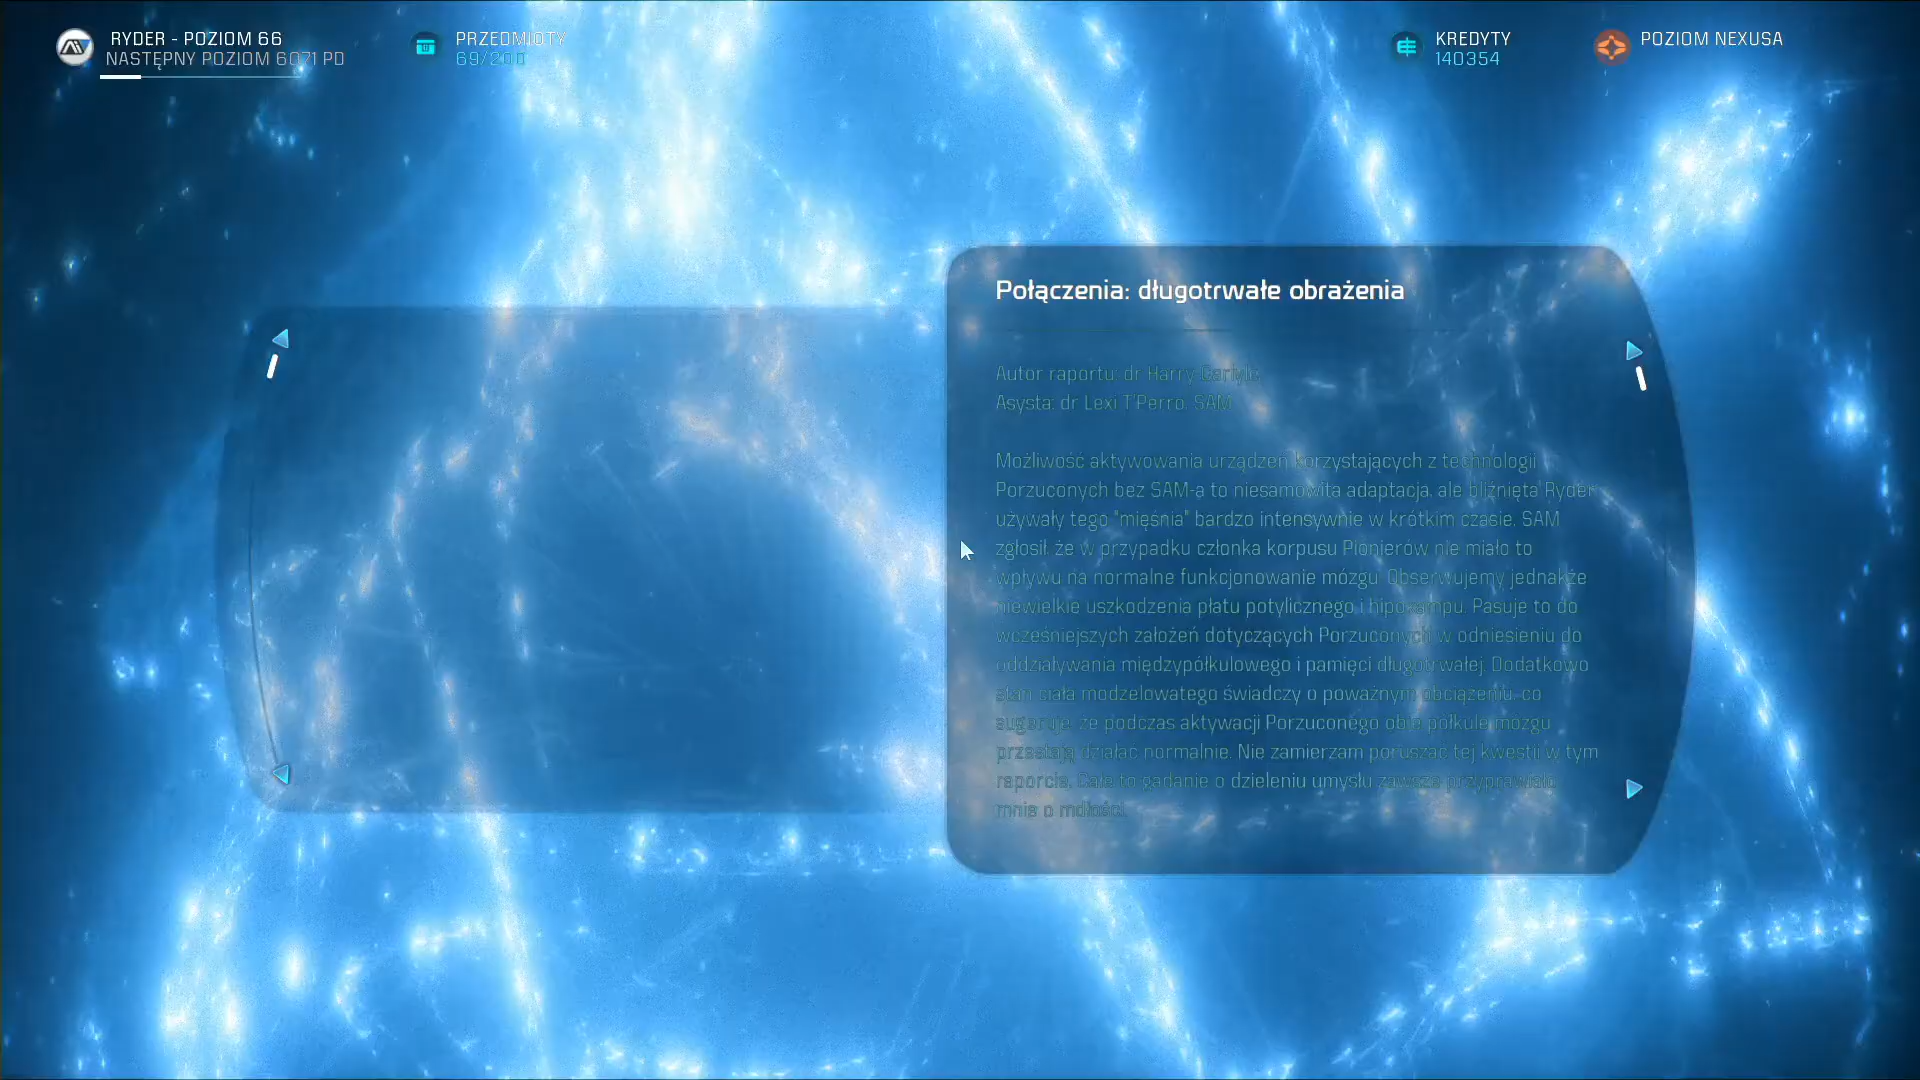 RYDER - POZIOM 66
NASTĘPNY POZIOM 6071 PD
PRZEDMIOTY
69/200
KREDYTY
140354
POZIOM NEXUSA
Połączenia: długotrwałe obrażenia
Autor raportu: dr Harry Carlyle
Asysta: dr Lexi T'Perro, SAM
Możliwość aktywowania urządzeń korzystających z technologii
Porzuconych bez SAM-a to niesamowita adaptacja, ale bliźnięta Ryder
używały tego "mięśnia" bardzo intensywnie w krótkim czasie. SAM
zgłosił, że w przypadku członka korpusu Pionierów nie miało to
wpływu na normalne funkcjonowanie mózgu. Obserwujemy jednakże
niewielkie uszkodzenia płatu potylicznego i hipokampu. Pasuje to do
wcześniejszych założeń dotyczących Porzuconych w odniesieniu do
oddziaływania międzypółkulowego i pamięci długotrwałej. Dodatkowo
stan ciała modzelowatego świadczy o poważnym obciążeniu, co
sugeruje, że podczas aktywacji Porzuconego obie półkule mózgu
przestają działać normalnie. Nie zamierzam poruszać tej kwestii w tym
raporcie. Całe to gadanie o dzieleniu umysłu zawsze przyprawiało
mnie o mdłości.